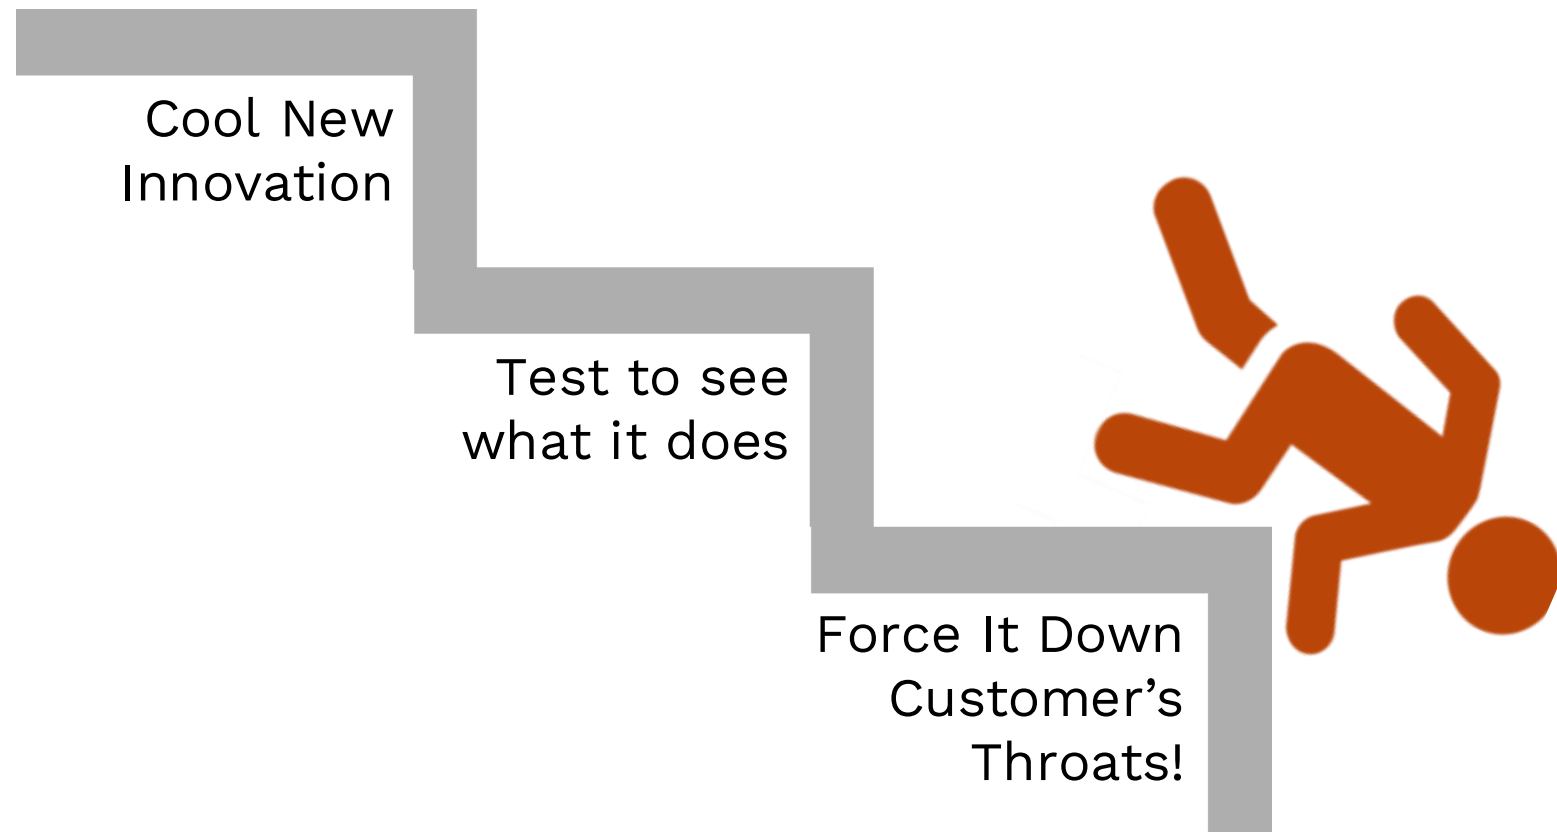 Cool New
Innovation
Test to see
what it does
Force It Down
Customer’s
Throats!